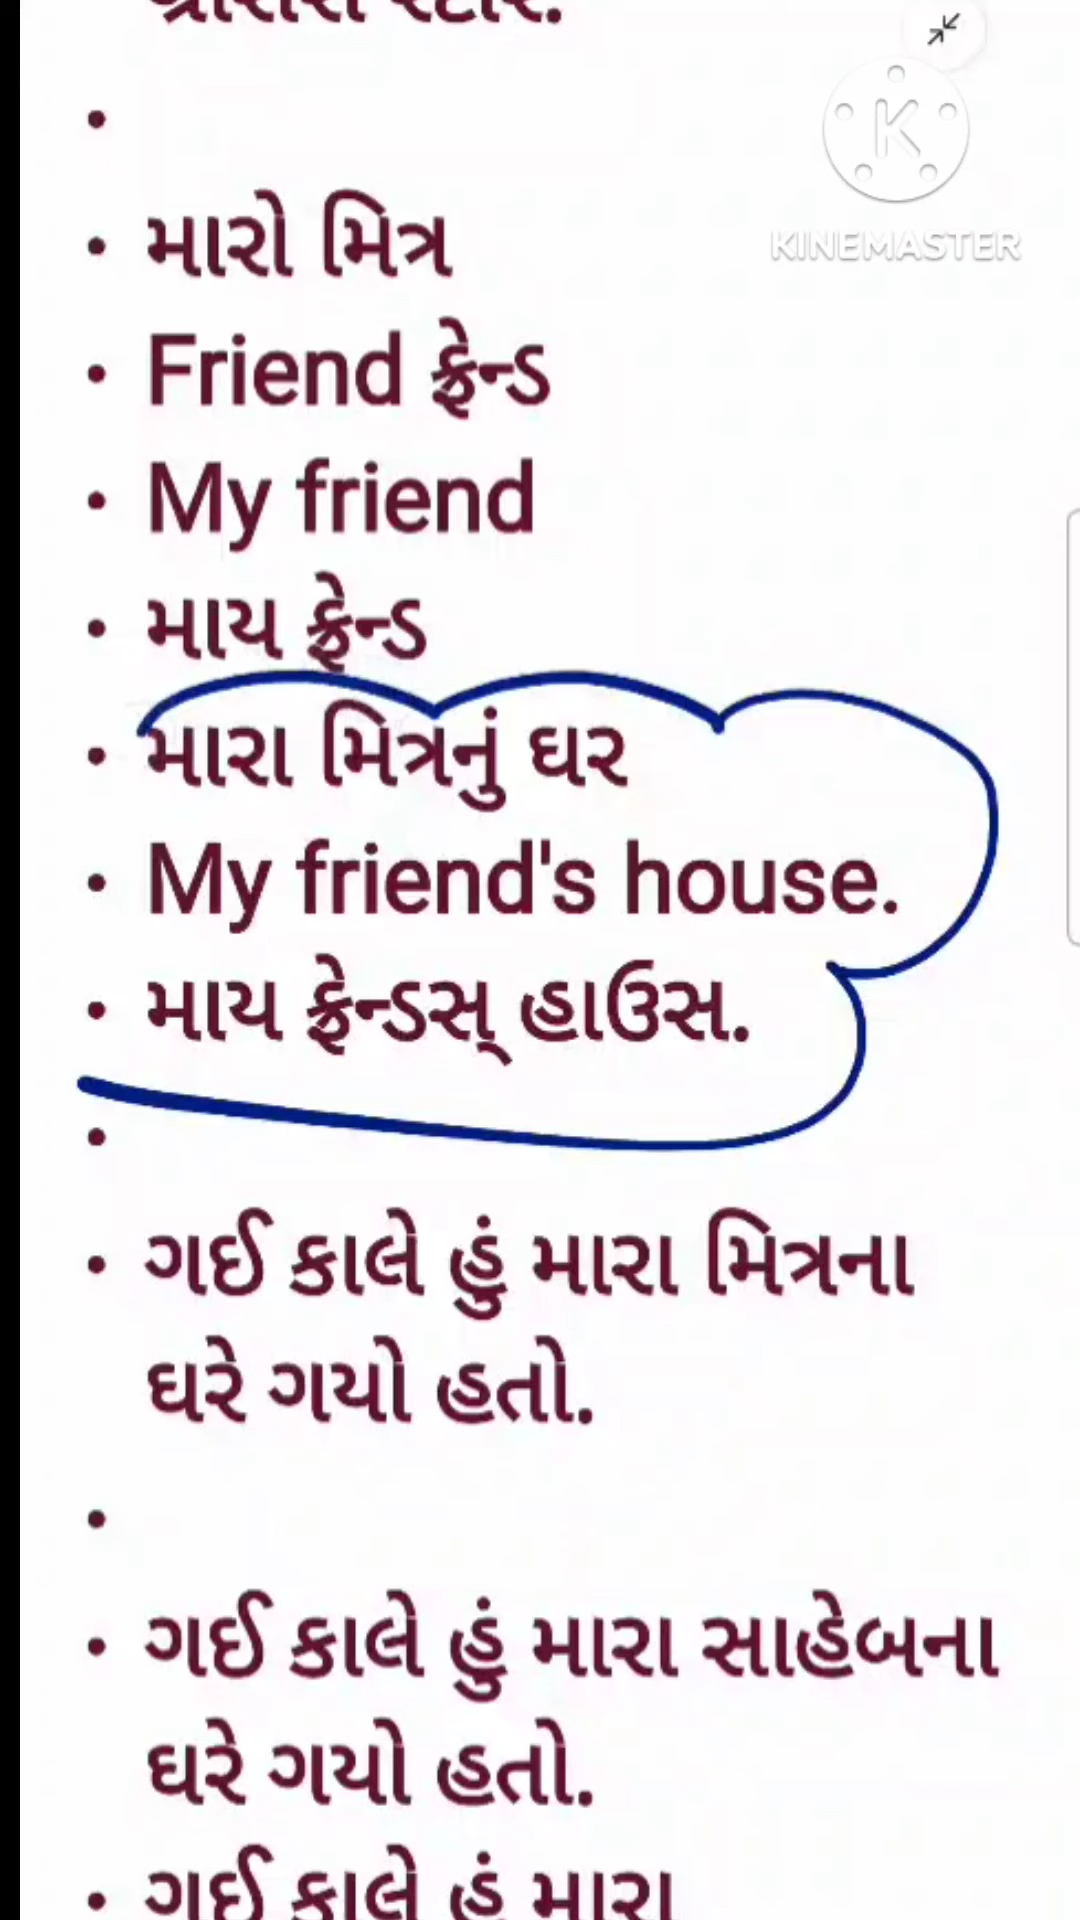 KINEMASTER
મારો મિત્ર
Friend ફ્રેન્ડ
My friend
માય ફ્રેન્ડ
મારા મિત્રનું ઘર
My friend's house.
માય ફ્રેન્ડસ્ હાઉસ.
ગઈ કાલે હું મારા મિત્રના
ઘરે ગયો હતો.
ગઈ કાલે હું મારા સાહેબના
ઘરે ગયો હતો.
ગઈ કાલે હું મારા